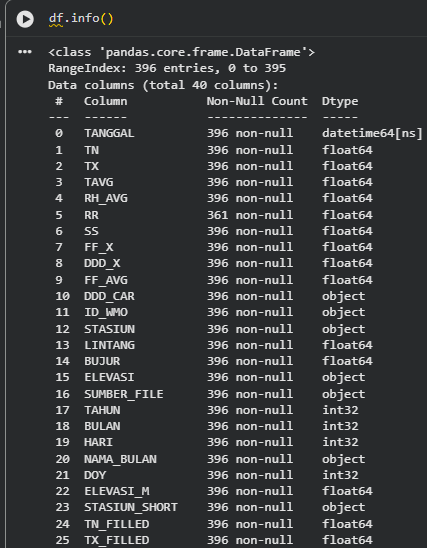 df.info()
<class 'pandas.core.frame.DataFrame'>
RangeIndex: 396 entries, 0 to 395
Data columns (total 40 columns):
 #   Column         Non-Null Count  Dtype
---  ------         --------------  -----
 0   TANGGAL        396 non-null    datetime64[ns]
 1   TN             396 non-null    float64
 2   TX             396 non-null    float64
 3   TAVG           396 non-null    float64
 4   RH_AVG         396 non-null    float64
 5   RR             361 non-null    float64
 6   SS             396 non-null    float64
 7   FF_X           396 non-null    float64
 8   DDD_X          396 non-null    float64
 9   FF_AVG         396 non-null    float64
 10  DDD_CAR        396 non-null    object
 11  ID_WMO         396 non-null    object
 12  STASIUN        396 non-null    object
 13  LINTANG        396 non-null    float64
 14  BUJUR          396 non-null    float64
 15  ELEVASI        396 non-null    object
 16  SUMBER_FILE    396 non-null    object
 17  TAHUN          396 non-null    int32
 18  BULAN          396 non-null    int32
 19  HARI           396 non-null    int32
 20  NAMA_BULAN     396 non-null    object
 21  DOY            396 non-null    int32
 22  ELEVASI_M      396 non-null    float64
 23  STASIUN_SHORT  396 non-null    object
 24  TN_FILLED      396 non-null    float64
 25  TX_FILLED      396 non-null    float64